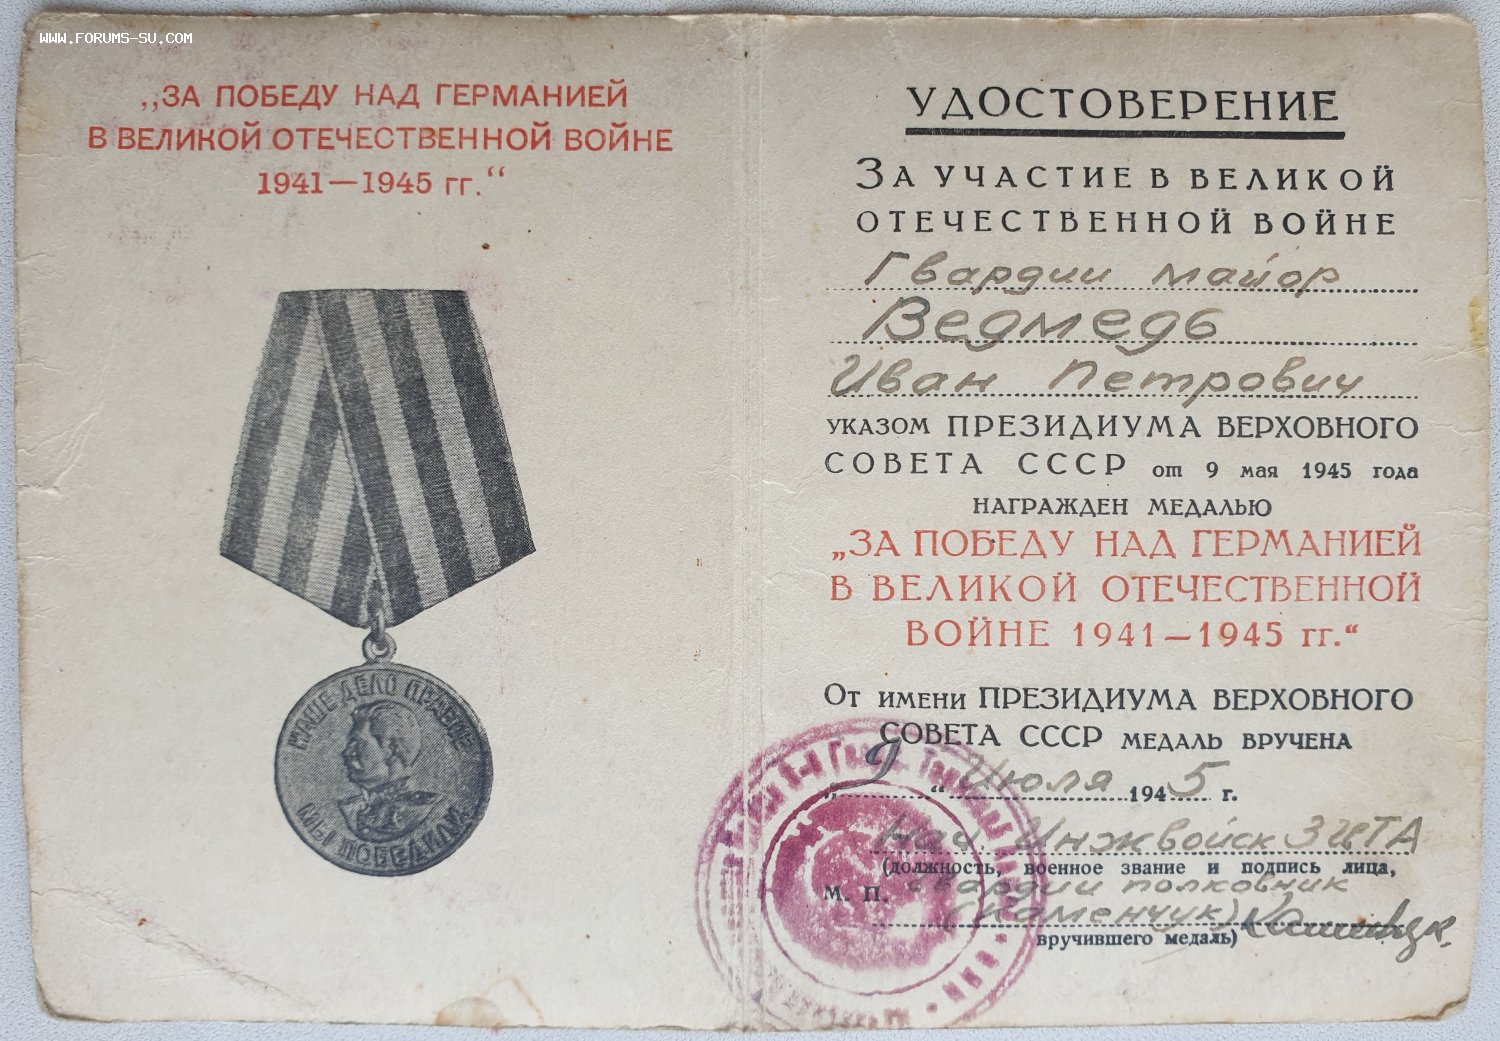 WWW.FORUMS-SU.COM
„ЗА ПОБЕДУ НАД ГЕРМАНИЕЙ
В ВЕЛИКОЙ ОТЕЧЕСТВЕННОЙ ВОЙНЕ
1941—1945 гг.“
НАШЕ ДЕЛО ПРАВОЕ
МЫ ПОБЕДИЛИ
УДОСТОВЕРЕНИЕ
ЗА УЧАСТИЕ В ВЕЛИКОЙ
ОТЕЧЕСТВЕННОЙ ВОЙНЕ
Гвардии майор
Ведмедь
Иван Петрович
УКАЗОМ ПРЕЗИДИУМА ВЕРХОВНОГО
СОВЕТА СССР от 9 мая 1945 года
НАГРАЖДЕН МЕДАЛЬЮ
„ЗА ПОБЕДУ НАД ГЕРМАНИЕЙ
В ВЕЛИКОЙ ОТЕЧЕСТВЕННОЙ
ВОЙНЕ 1941—1945 гг.“
ОТ ИМЕНИ ПРЕЗИДИУМА ВЕРХОВНОГО
СОВЕТА СССР МЕДАЛЬ ВРУЧЕНА
„9“ Июля 1945 г.
Нач. Инжвойск 3 гв ТА
(должность, военное звание и подпись лица,
М. П. Гвардии полковник
(Каменчук)
вручившего медаль)